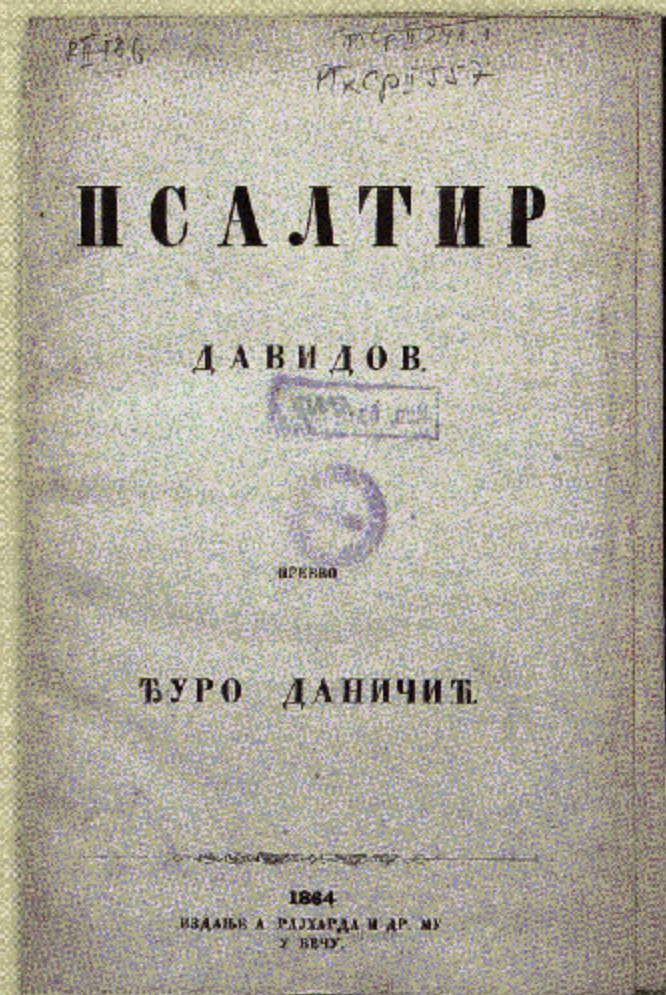 ПСАЛТИР
ДАВИДОВ.
ПРЕВЕО
ЂУРО ДАНИЧИЋ.
1864
ИЗДАЊЕ А РАЈХАРДА И ДР. МУ
У БЕЧУ.